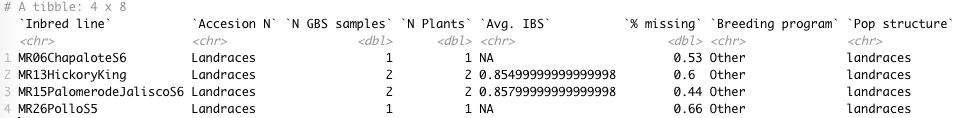 # A tibble: 4 x 8
`Inbred line` `Accesion N` `N GBS samples` `N Plants` `Avg. IBS` `% missing` `Breeding program` `Pop structure`
<chr> <chr> <dbl> <dbl> <chr> <dbl> <chr> <chr>
1 MR06ChapaloteS6 Landraces 1 1 NA 0.53 Other landraces
2 MR13HickoryKing Landraces 2 2 0.85499999999999998 0.6 Other landraces
3 MR15PalomerodeJaliscoS6 Landraces 2 2 0.85799999999999998 0.44 Other landraces
4 MR26PolloS5 Landraces 1 1 NA 0.66 Other landraces